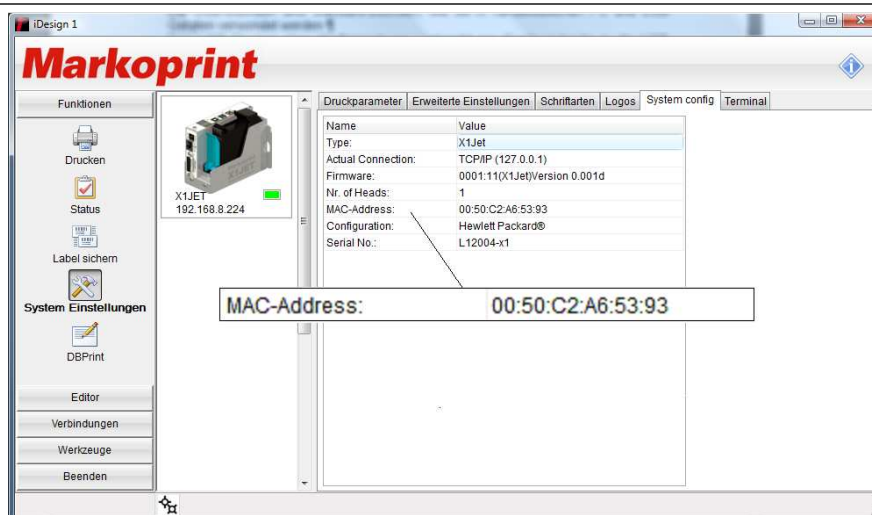 iDesign 1
Markoprint
Funktionen
Drucken
Status
Label sichern
System Einstellungen
DBPrint
Editor
Verbindungen
Werkzeuge
Beenden
X1JET
X1JET
192.168.8.224
Druckparameter Erweiterte Einstellungen Schriftarten Logos System config Terminal
Name Value
Type: X1Jet
Actual Connection: TCP/IP (127.0.0.1)
Firmware: 0001:11(X1Jet)Version 0.001d
Nr. of Heads: 1
MAC-Address: 00:50:C2:A6:53:93
Configuration: Hewlett Packard®
Serial No.: L12004-x1
MAC-Address: 00:50:C2:A6:53:93